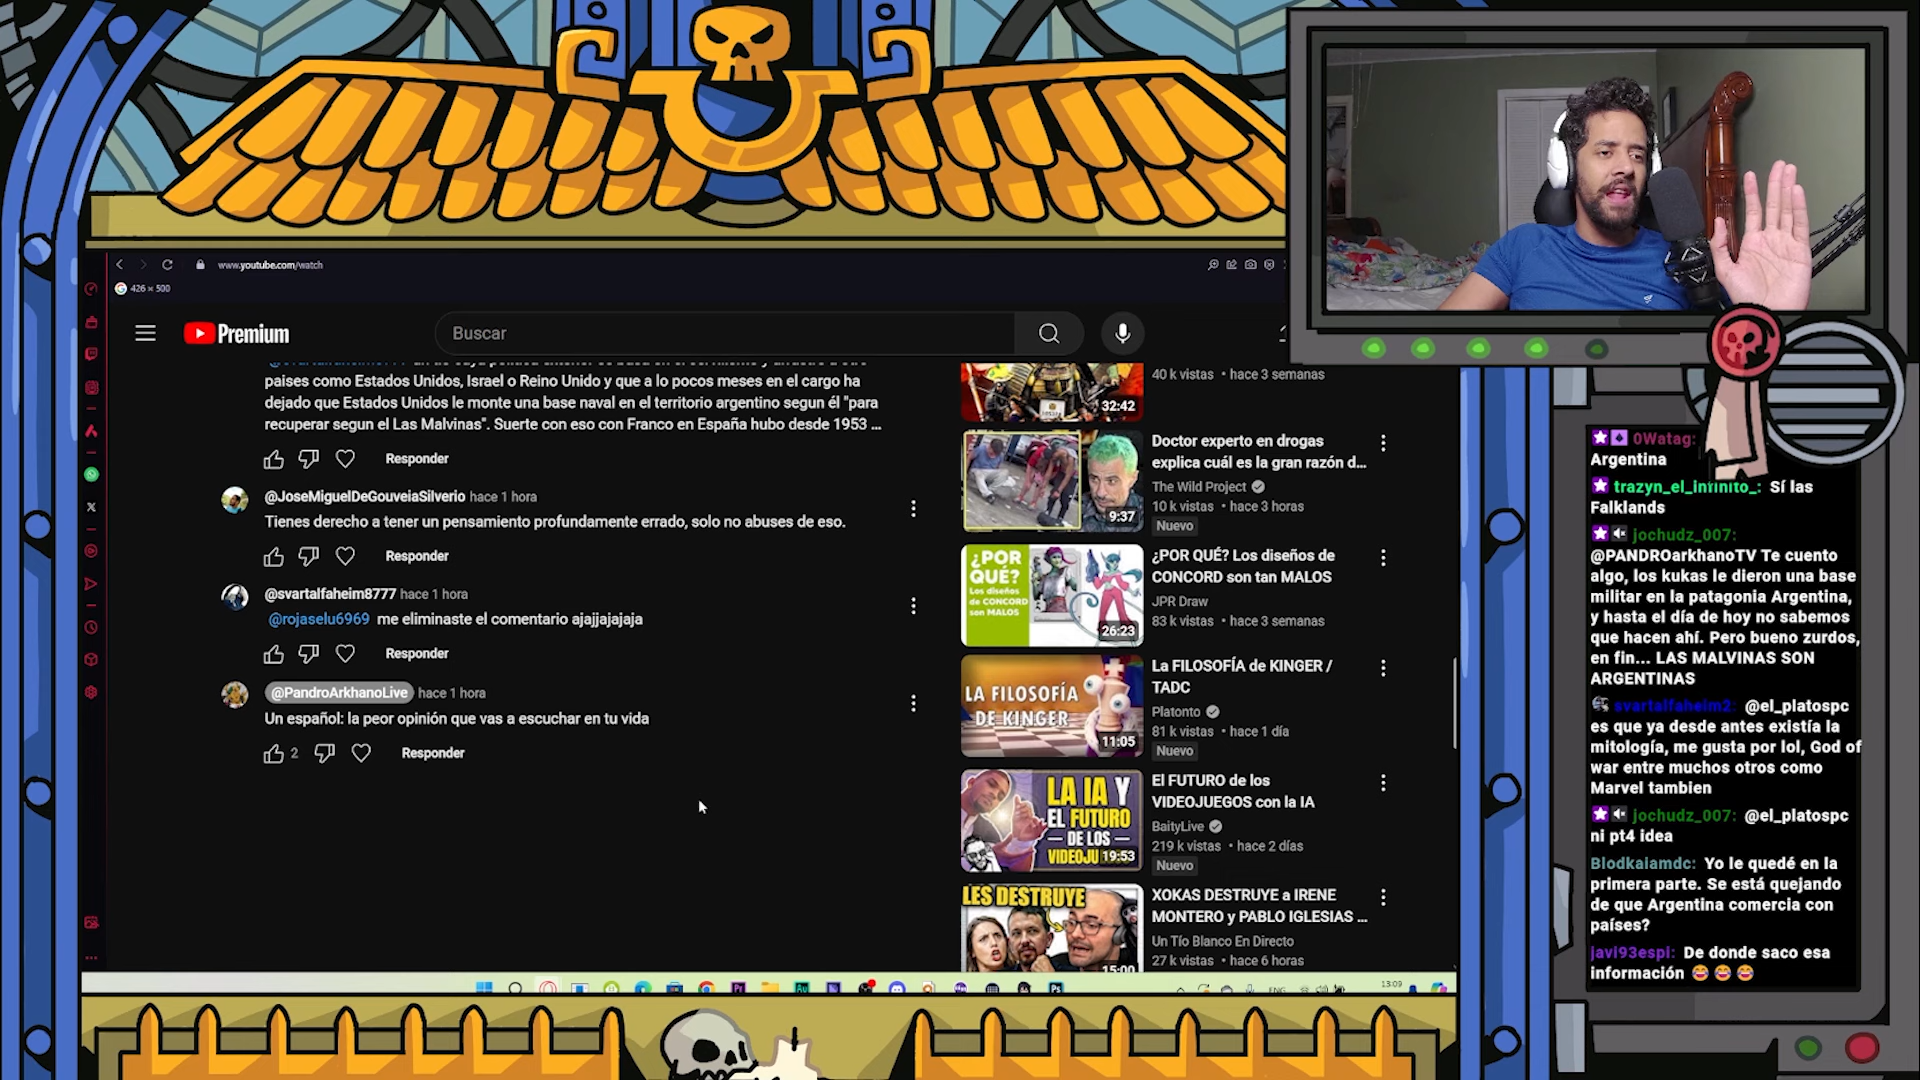 www.youtube.com/watch
426 × 500
Premium
Buscar
paises como Estados Unidos, Israel o Reino Unido y que a lo pocos meses en el cargo ha
dejado que Estados Unidos le monte una base naval en el territorio argentino segun él "para
recuperar segun el Las Malvinas". Suerte con eso con Franco en España hubo desde 1953 ...
Responder
@JoseMiguelDeGouveiaSilverio hace 1 hora
Tienes derecho a tener un pensamiento profundamente errado, solo no abuses de eso.
Responder
@svartalfaheim8777 hace 1 hora
@rojaselu6969 me eliminaste el comentario ajajjajajaja
Responder
@PandroArkhanoLive hace 1 hora
Un español: la peor opinión que vas a escuchar en tu vida
2
Responder
32:42
40 k vistas • hace 3 semanas
9:37
Doctor experto en drogas
explica cuál es la gran razón d...
The Wild Project
10 k vistas • hace 3 horas
Nuevo
¿POR
QUÉ?
Los diseños
de CONCORD
son MALOS
26:23
¿POR QUÉ? Los diseños de
CONCORD son tan MALOS
JPR Draw
83 k vistas • hace 3 semanas
LA FILOSOFÍA
DE KINGER
11:05
La FILOSOFÍA de KINGER /
TADC
Platonto
81 k vistas • hace 1 día
Nuevo
LA IA Y
EL FUTURO
DE LOS
19:53
El FUTURO de los
VIDEOJUEGOS con la IA
BaityLive
219 k vistas • hace 2 días
Nuevo
LES DESTRUYE
15:00
XOKAS DESTRUYE a IRENE
MONTERO y PABLO IGLESIAS ...
Un Tío Blanco En Directo
27 k vistas • hace 6 horas
13:09
ENG
0Watag:
Argentina
trazyn_el_infinito_: Sí las
Falklands
jochudz_007:
@PANDROarkhanoTV Te cuento
algo, los kukas le dieron una base
militar en la patagonia Argentina,
y hasta el día de hoy no sabemos
que hacen ahí. Pero bueno zurdos,
en fin... LAS MALVINAS SON
ARGENTINAS
svartalfaheim2: @el_platospc
es que ya desde antes existía la
mitología, me gusta por lol, God of
war entre muchos otros como
Marvel tambien
jochudz_007: @el_platospc
ni pt4 idea
Blodkaiamdc: Yo le quedé en la
primera parte. Se está quejando
de que Argentina comercia con
países?
javi93espi: De donde saco esa
información